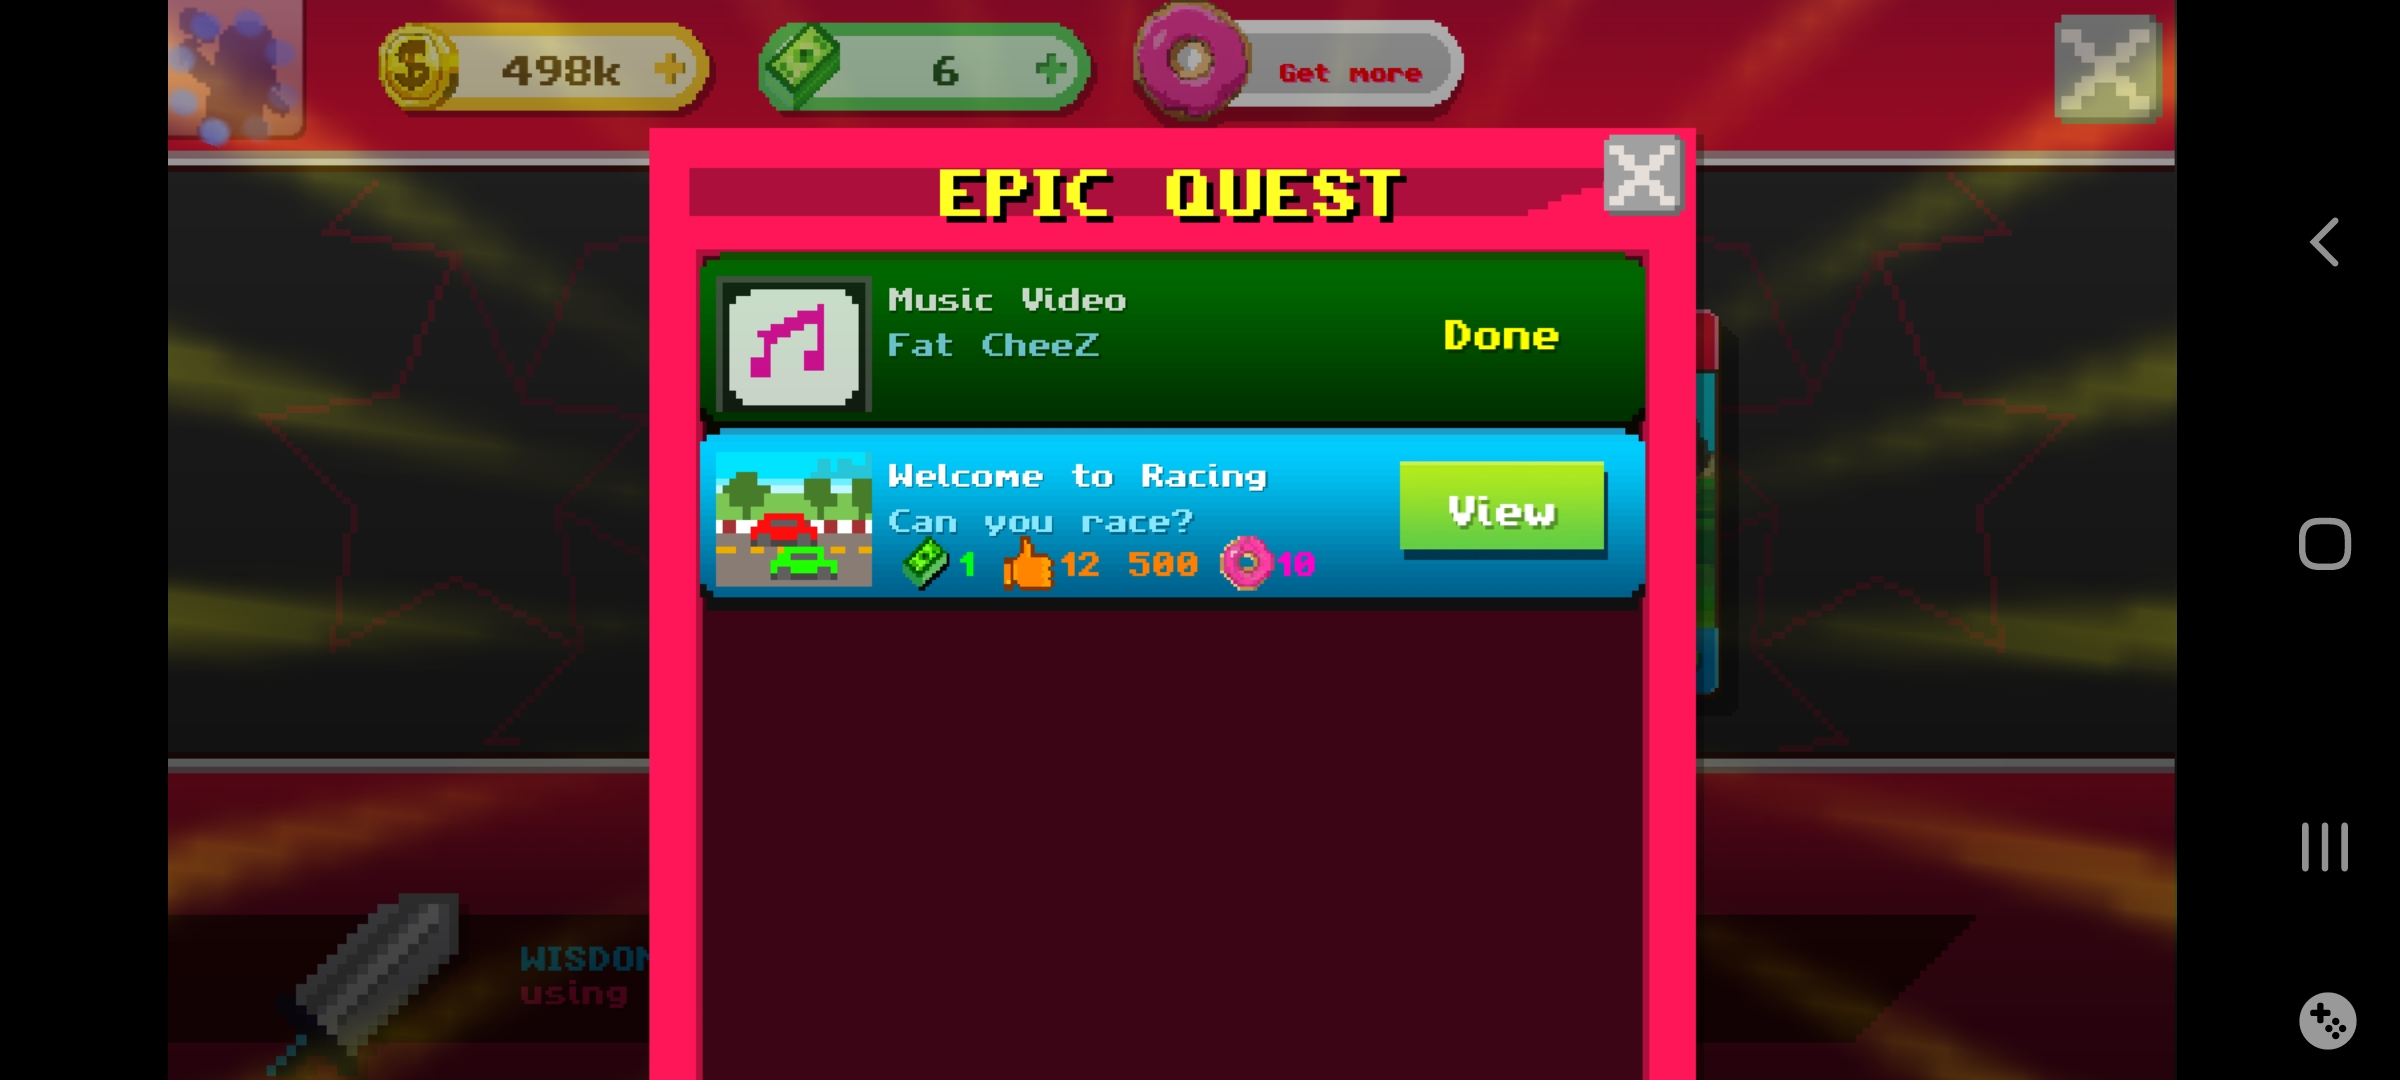 498k
6
Get more
EPIC QUEST
Music Video
Fat CheeZ
Done
Welcome to Racing
Can you race?
View
1 12 500 10
using